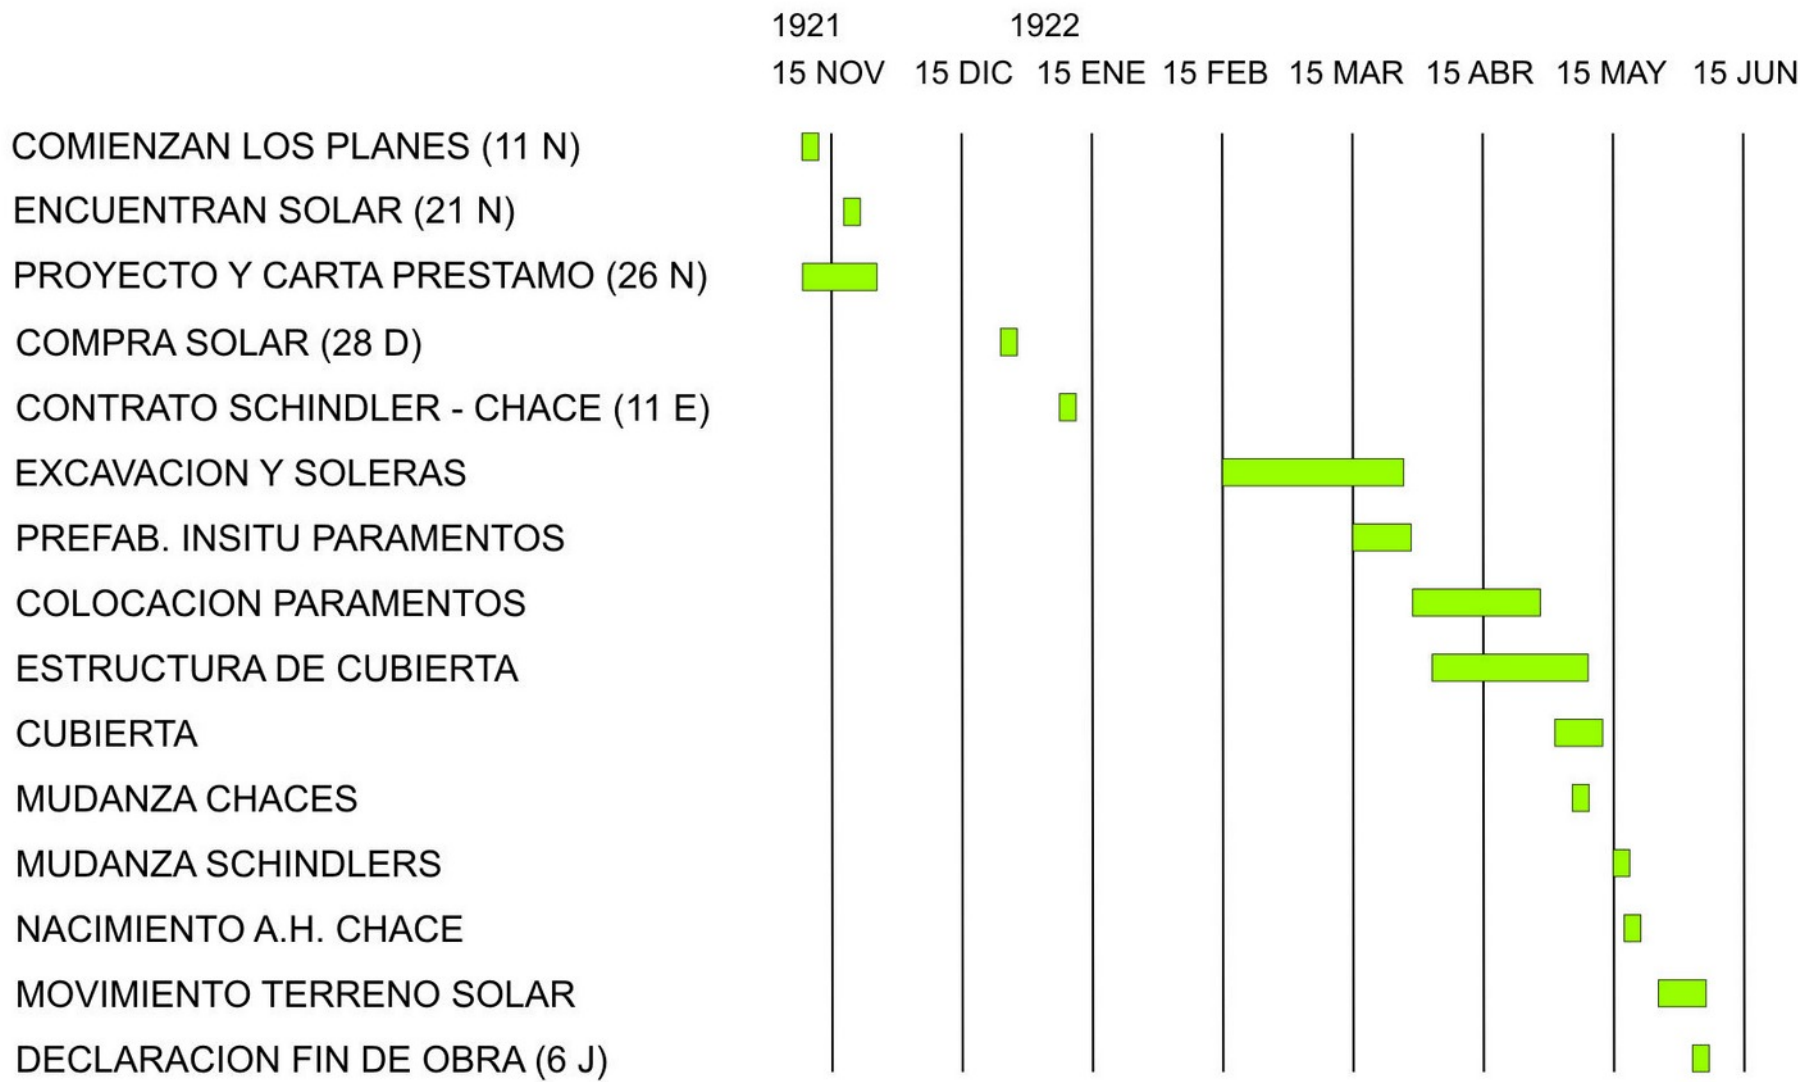 1921 1922
15 NOV 15 DIC 15 ENE 15 FEB 15 MAR 15 ABR 15 MAY 15 JUN
COMIENZAN LOS PLANES (11 N)
ENCUENTRAN SOLAR (21 N)
PROYECTO Y CARTA PRESTAMO (26 N)
COMPRA SOLAR (28 D)
CONTRATO SCHINDLER - CHACE (11 E)
EXCAVACION Y SOLERAS
PREFAB. INSITU PARAMENTOS
COLOCACION PARAMENTOS
ESTRUCTURA DE CUBIERTA
CUBIERTA
MUDANZA CHACES
MUDANZA SCHINDLERS
NACIMIENTO A.H. CHACE
MOVIMIENTO TERRENO SOLAR
DECLARACION FIN DE OBRA (6 J)